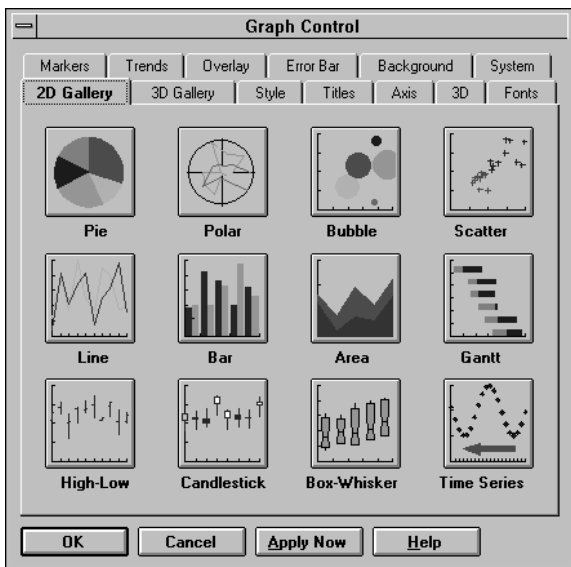 Graph Control
Markers Trends Overlay Error Bar Background System
2D Gallery 3D Gallery Style Titles Axis 3D Fonts
Pie Polar Bubble Scatter
Line Bar Area Gantt
High-Low Candlestick Box-Whisker Time Series
OK Cancel Apply Now Help